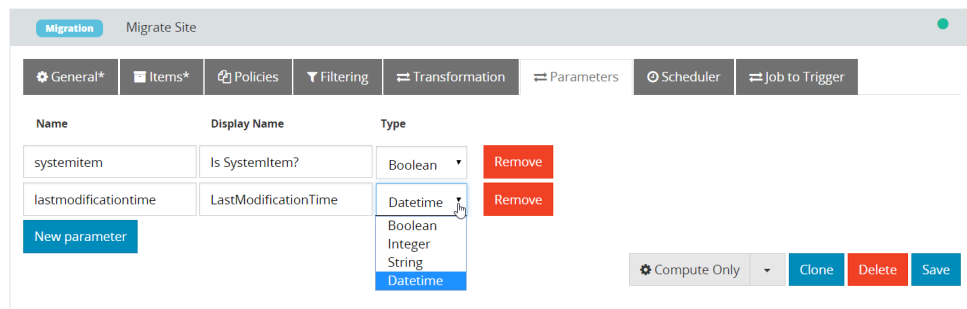 Migration Migrate Site
General* Items* Policies Filtering Transformation Parameters Scheduler Job to Trigger
Name Display Name Type
systemitem Is SystemItem? Boolean Remove
lastmodificationtime LastModificationTime Datetime Remove
New parameter
Boolean
Integer
String
Datetime
Compute Only Clone Delete Save